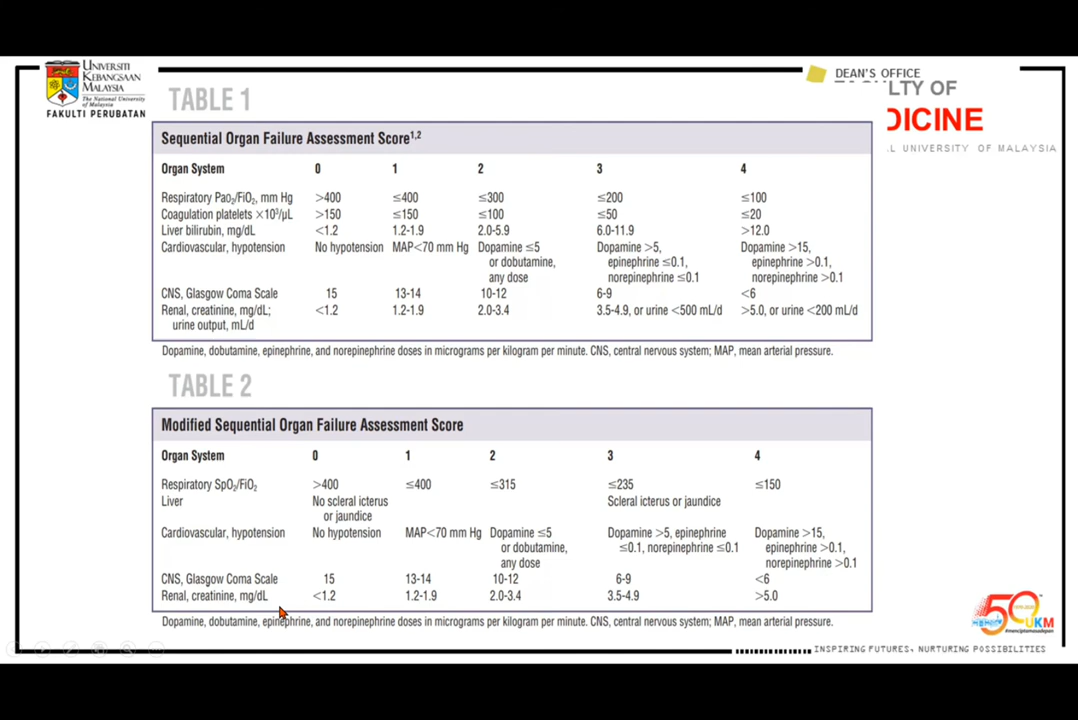 UNIVERSITI
KEBANGSAAN
MALAYSIA
The National University
of Malaysia
FAKULTI PERUBATAN
DEAN'S OFFICE
LTY OF
DICINE
UNIVERSITY OF MALAYSIA
TABLE 1
Sequential Organ Failure Assessment Score1,2
Organ System 0 1 2 3 4
Respiratory PaO2/FiO2, mm Hg >400 ≤400 ≤300 ≤200 ≤100
Coagulation platelets ×10³/μL >150 ≤150 ≤100 ≤50 ≤20
Liver bilirubin, mg/dL <1.2 1.2-1.9 2.0-5.9 6.0-11.9 >12.0
Cardiovascular, hypotension No hypotension MAP<70 mm Hg Dopamine ≤5 Dopamine >5, Dopamine >15,
or dobutamine, epinephrine ≤0.1, epinephrine >0.1,
any dose norepinephrine ≤0.1 norepinephrine >0.1
CNS, Glasgow Coma Scale 15 13-14 10-12 6-9 <6
Renal, creatinine, mg/dL; <1.2 1.2-1.9 2.0-3.4 3.5-4.9, or urine <500 mL/d >5.0, or urine <200 mL/d
urine output, mL/d
Dopamine, dobutamine, epinephrine, and norepinephrine doses in micrograms per kilogram per minute. CNS, central nervous system; MAP, mean arterial pressure.
TABLE 2
Modified Sequential Organ Failure Assessment Score
Organ System 0 1 2 3 4
Respiratory SpO2/FiO2 >400 ≤400 ≤315 ≤235 ≤150
Liver No scleral icterus Scleral icterus or jaundice
or jaundice
Cardiovascular, hypotension No hypotension MAP<70 mm Hg Dopamine ≤5 Dopamine >5, epinephrine Dopamine >15,
or dobutamine, ≤0.1, norepinephrine ≤0.1 epinephrine >0.1,
any dose norepinephrine >0.1
CNS, Glasgow Coma Scale 15 13-14 10-12 6-9 <6
Renal, creatinine, mg/dL <1.2 1.2-1.9 2.0-3.4 3.5-4.9 >5.0
Dopamine, dobutamine, epinephrine, and norepinephrine doses in micrograms per kilogram per minute. CNS, central nervous system; MAP, mean arterial pressure.
50
UKM
INSPIRING FUTURES, NURTURING POSSIBILITIES